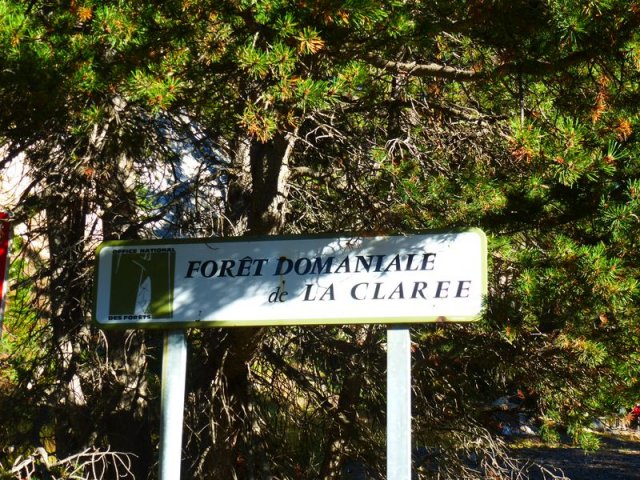 OFFICE NATIONAL
DES FORÊTS
FORÊT DOMANIALE
de LA CLAREE